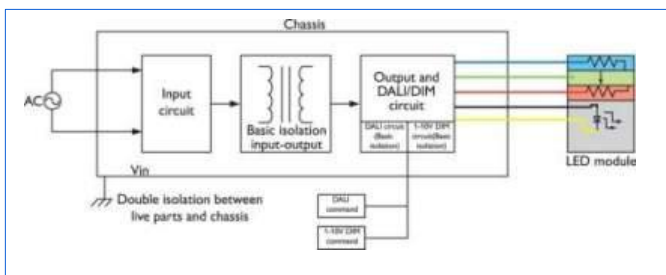 Chassis
AC
Input
circuit
Basic isolation
input-output
Output and
DALI/DIM
circuit
DALI circuit
(Basic
isolation)
1-10V DIM
circuit(Basic
isolation)
LED module
Vin
Double isolation between
live parts and chassis
DALI
command
1-10V DIM
command